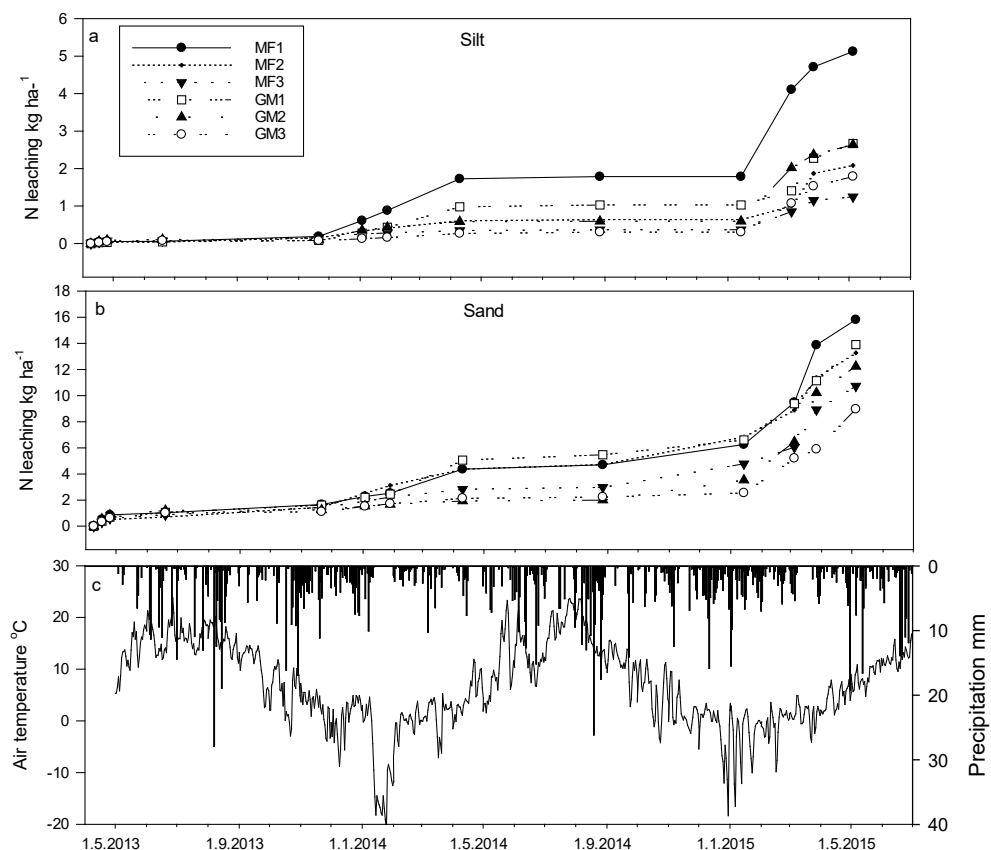 6
a
Silt
MF1
MF2
MF3
GM1
GM2
GM3
5
4
3
2
1
0
N leaching kg ha-¹
18
b
Sand
16
14
12
10
8
6
4
2
0
N leaching kg ha⁻¹
30
c
20
10
0
-10
-20
Air temperature °C
0
10
20
30
40
Precipitation mm
1.5.2013 1.9.2013 1.1.2014 1.5.2014 1.9.2014 1.1.2015 1.5.2015